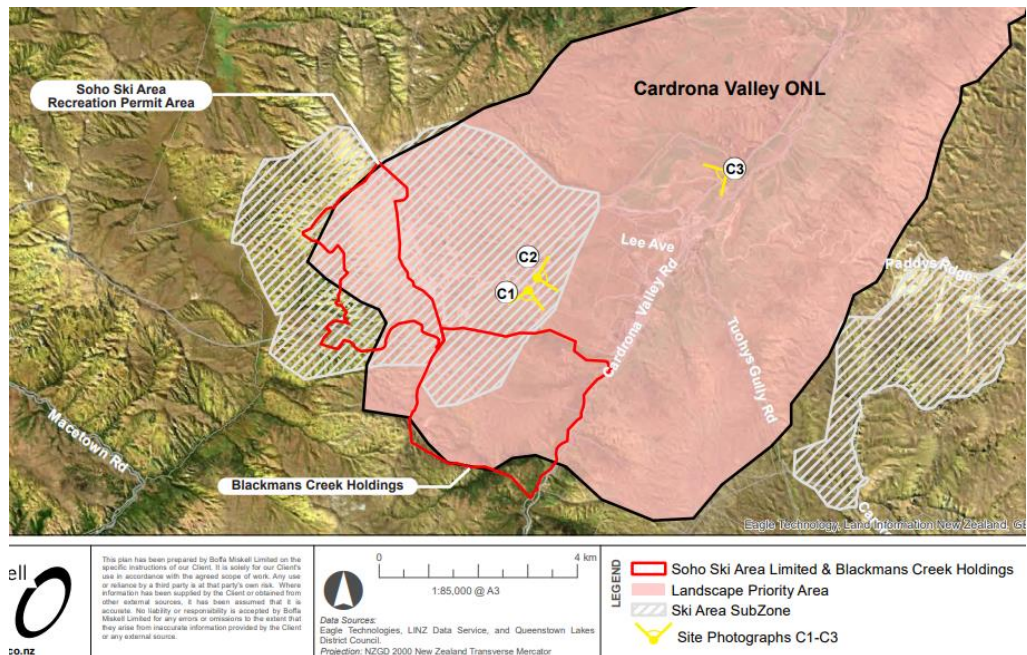 Soho Ski Area
Recreation Permit Area
Cardrona Valley ONL
C3
Lee Ave
C2
C1
Paddys Rdge
Cardrona Valley Rd
Tuohys Gully Rd
Macetown Rd
Blackmans Creek Holdings
Eagle Technology, Land Information New Zealand, GE
ell
co.nz
This plan has been prepared by Boffa Miskell Limited on the
specific instructions of our Client. It is solely for our Client's
use in accordance with the agreed scope of work. Any use
or reliance by a third party is at that party's own risk. Where
information has been supplied by the Client or obtained from
other external sources, it has been assumed that it is
accurate. No liability or responsibility is accepted by Boffa
Miskell Limited for any errors or omissions to the extent that
they arise from inaccurate information provided by the Client
or any external source.
0 4 km
1:85,000 @ A3
Data Sources:
Eagle Technologies, LINZ Data Service, and Queenstown Lakes
District Council.
Projection: NZGD 2000 New Zealand Transverse Mercator
LEGEND
Soho Ski Area Limited & Blackmans Creek Holdings
Landscape Priority Area
Ski Area SubZone
Site Photographs C1-C3